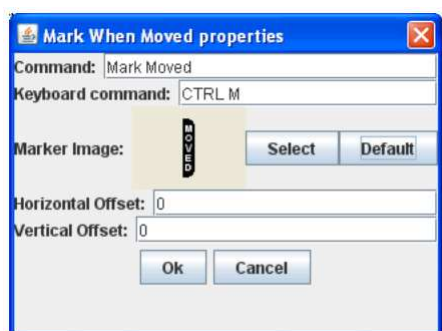 Mark When Moved properties
Command: Mark Moved
Keyboard command: CTRL M
MOVED
Marker Image: Select Default
Horizontal Offset: 0
Vertical Offset: 0
Ok Cancel